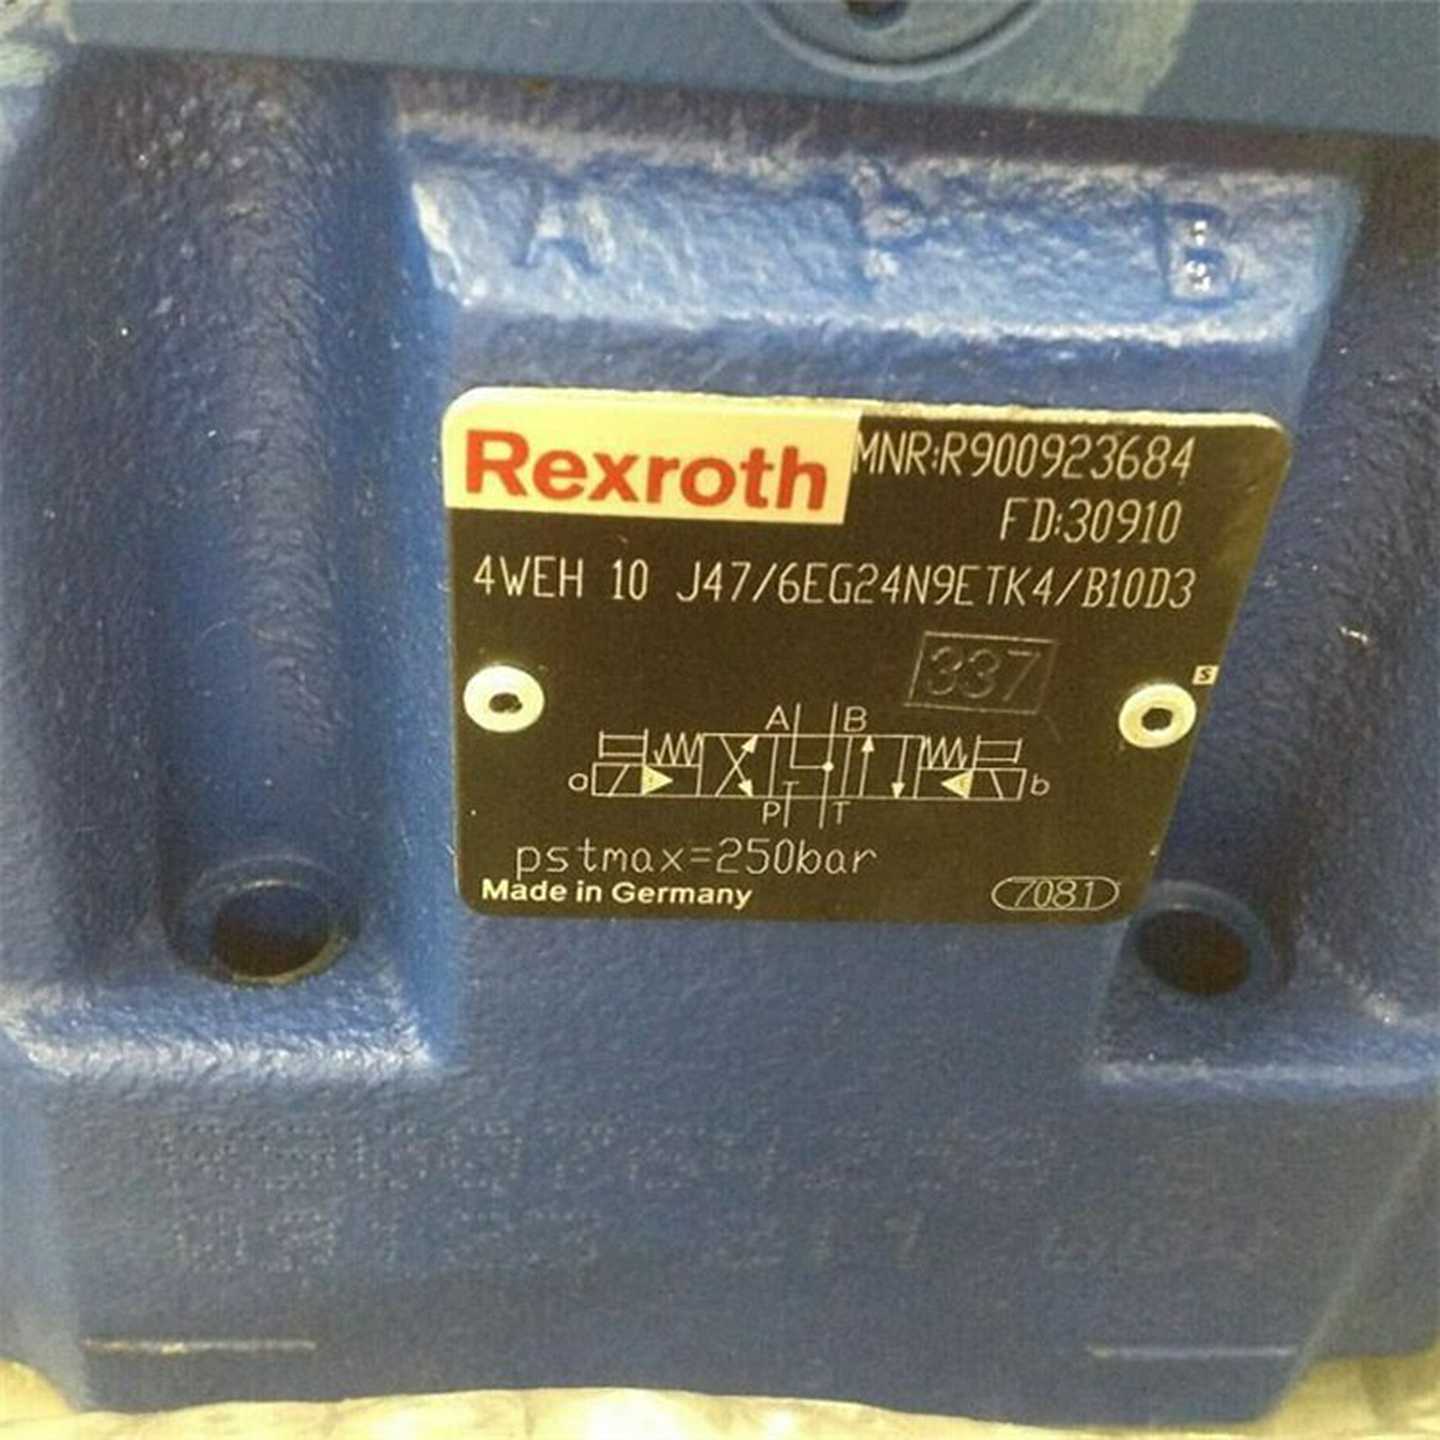 A P B
Rexroth
MNR:R900923684
FD:30910
4WEH 10 J47/6EG24N9ETK4/B10D3
337
S
A B
a b
P T
pstmax=250bar
Made in Germany
7081